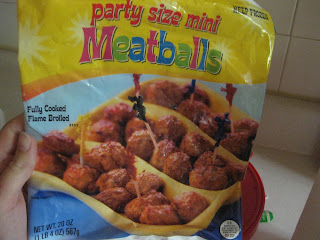 party size mini
KEEP FROZEN
Meatballs
Fully Cooked
Flame Broiled
NET WT. 20 OZ
(1 LB 4 OZ) 567g